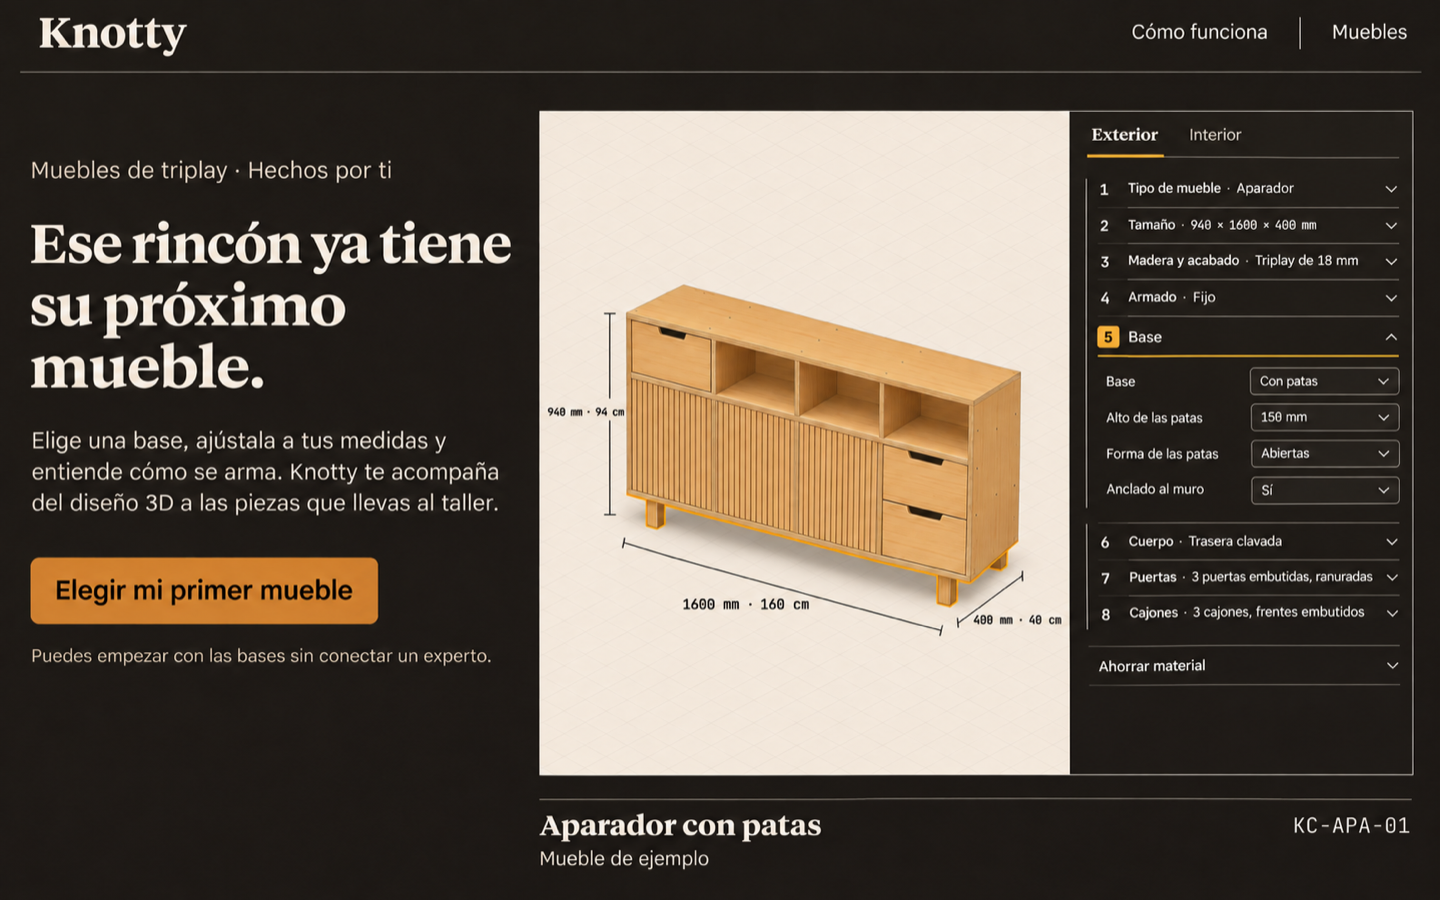 Knotty
Cómo funciona
Muebles
Muebles de triplay · Hechos por ti
Ese rincón ya tiene
su próximo
mueble.
Elige una base, ajústala a tus medidas y
entiende cómo se arma. Knotty te acompaña
del diseño 3D a las piezas que llevas al taller.
Elegir mi primer mueble
Puedes empezar con las bases sin conectar un experto.
940 mm · 94 cm
1600 mm · 160 cm
400 mm · 40 cm
Exterior
Interior
1 Tipo de mueble · Aparador
2 Tamaño · 940 × 1600 × 400 mm
3 Madera y acabado · Triplay de 18 mm
4 Armado · Fijo
5 Base
Base Con patas
Alto de las patas 150 mm
Forma de las patas Abiertas
Anclado al muro Sí
6 Cuerpo · Trasera clavada
7 Puertas · 3 puertas embutidas, ranuradas
8 Cajones · 3 cajones, frentes embutidos
Ahorrar material
Aparador con patas
KC-APA-01
Mueble de ejemplo